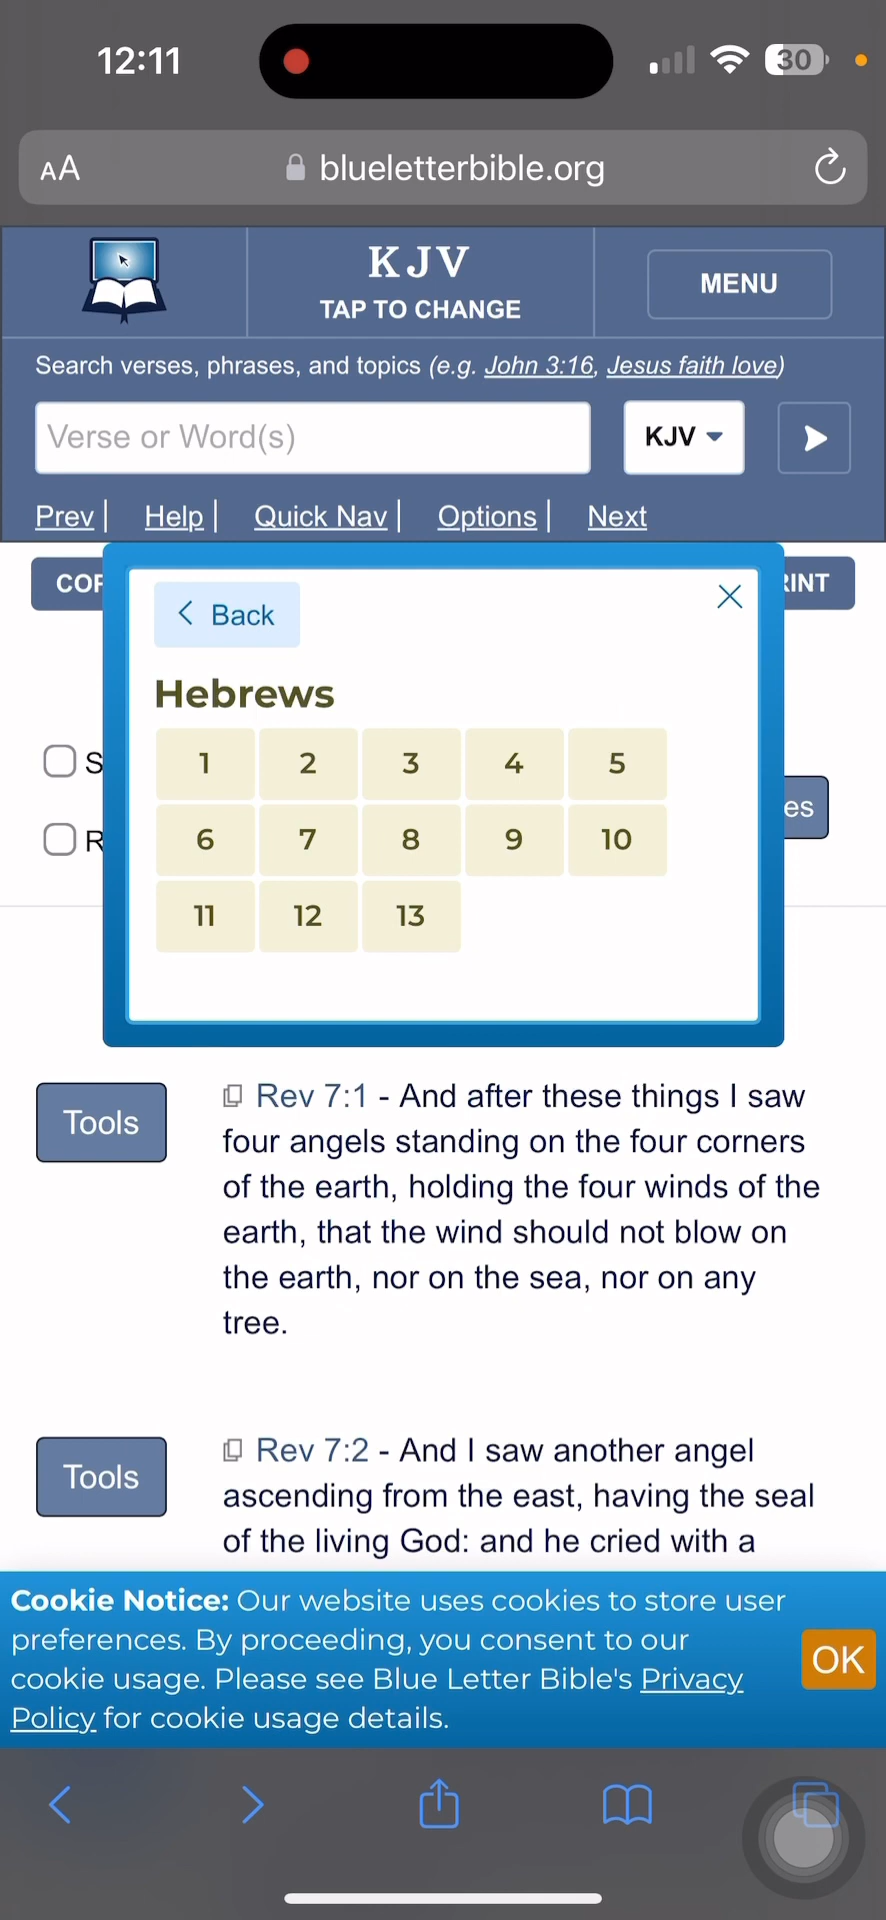 12:11
30
AA
blueletterbible.org
KJV
TAP TO CHANGE
MENU
Search verses, phrases, and topics (e.g. John 3:16, Jesus faith love)
Verse or Word(s)
KJV
Prev | Help | Quick Nav | Options | Next
COP
RINT
Back
Hebrews
1 2 3 4 5
S
es
6 7 8 9 10
R
11 12 13
Tools
Rev 7:1 - And after these things I saw
four angels standing on the four corners
of the earth, holding the four winds of the
earth, that the wind should not blow on
the earth, nor on the sea, nor on any
tree.
Tools
Rev 7:2 - And I saw another angel
ascending from the east, having the seal
of the living God: and he cried with a
Cookie Notice: Our website uses cookies to store user
preferences. By proceeding, you consent to our
cookie usage. Please see Blue Letter Bible's Privacy
Policy for cookie usage details.
OK